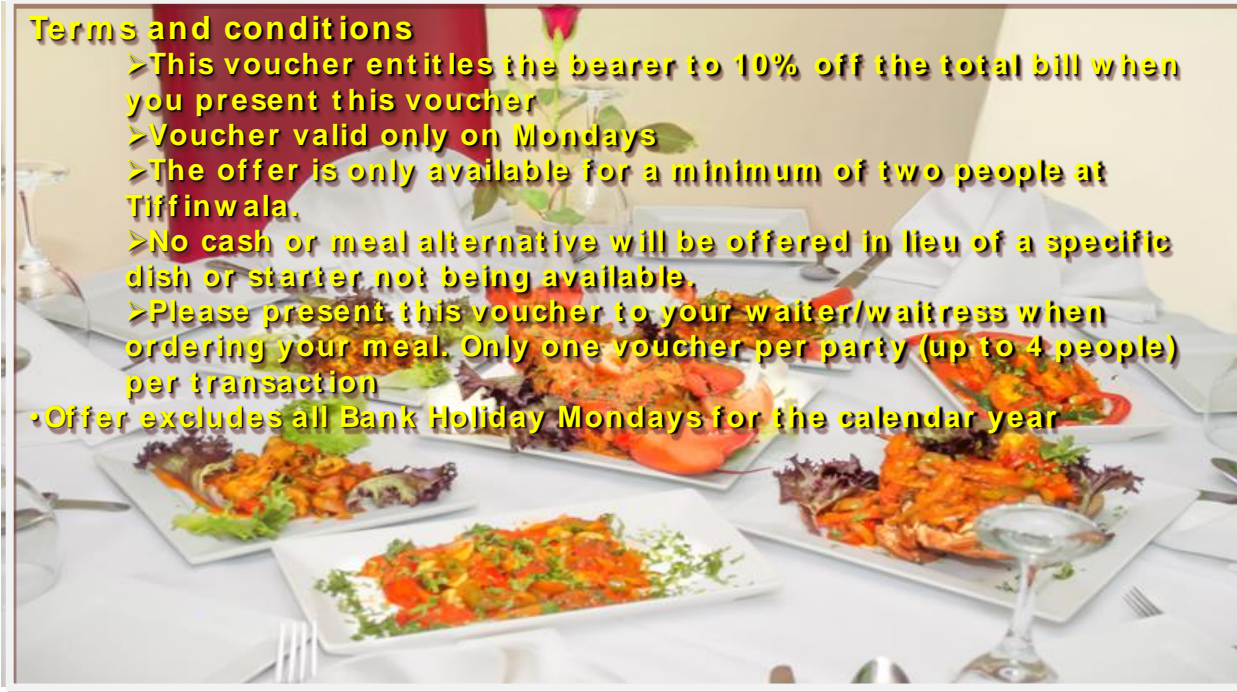 Terms and conditions
➢This voucher entitles the bearer to 10% off the total bill when
you present this voucher
➢Voucher valid only on Mondays
➢The offer is only available for a minimum of two people at
Tiffinwala.
➢No cash or meal alternative will be offered in lieu of a specific
dish or starter not being available.
➢Please present this voucher to your waiter/waitress when
ordering your meal. Only one voucher per party (up to 4 people)
per transaction
•Offer excludes all Bank Holiday Mondays for the calendar year